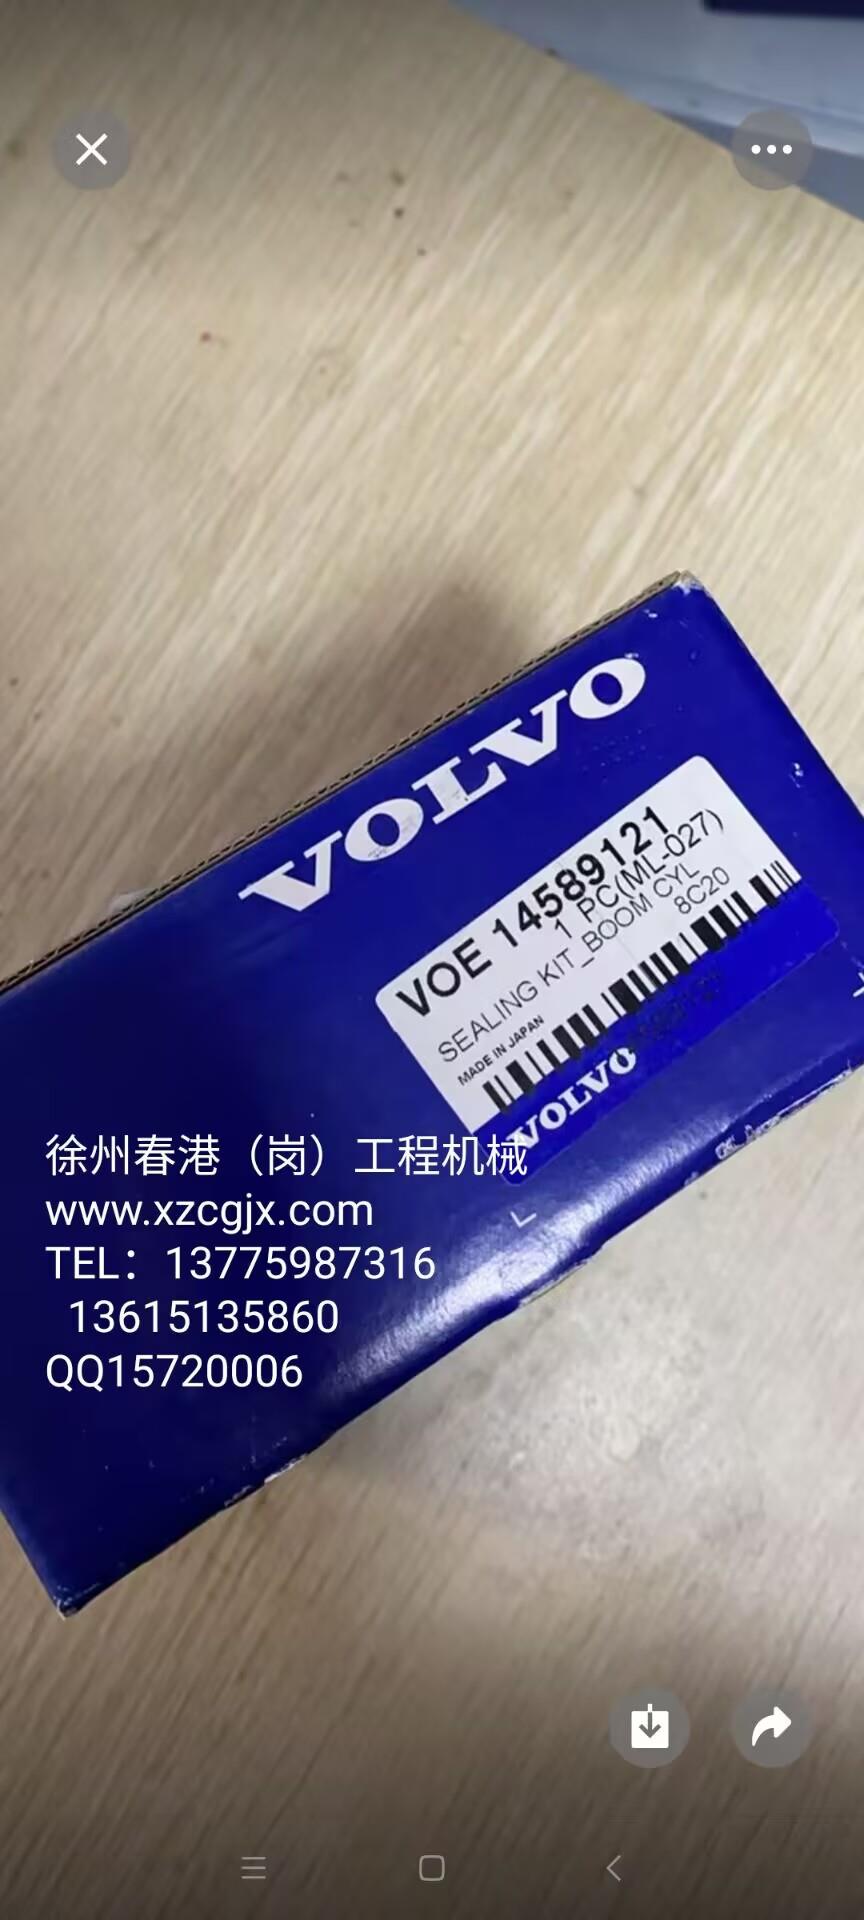 VOLVO
VOE 14589121
1 PC(ML-027)
SEALING KIT_BOOM CYL
8C20
MADE IN JAPAN
VOLVO
徐州春港（岗）工程机械
www.xzcgjx.com
TEL：13775987316
13615135860
QQ15720006